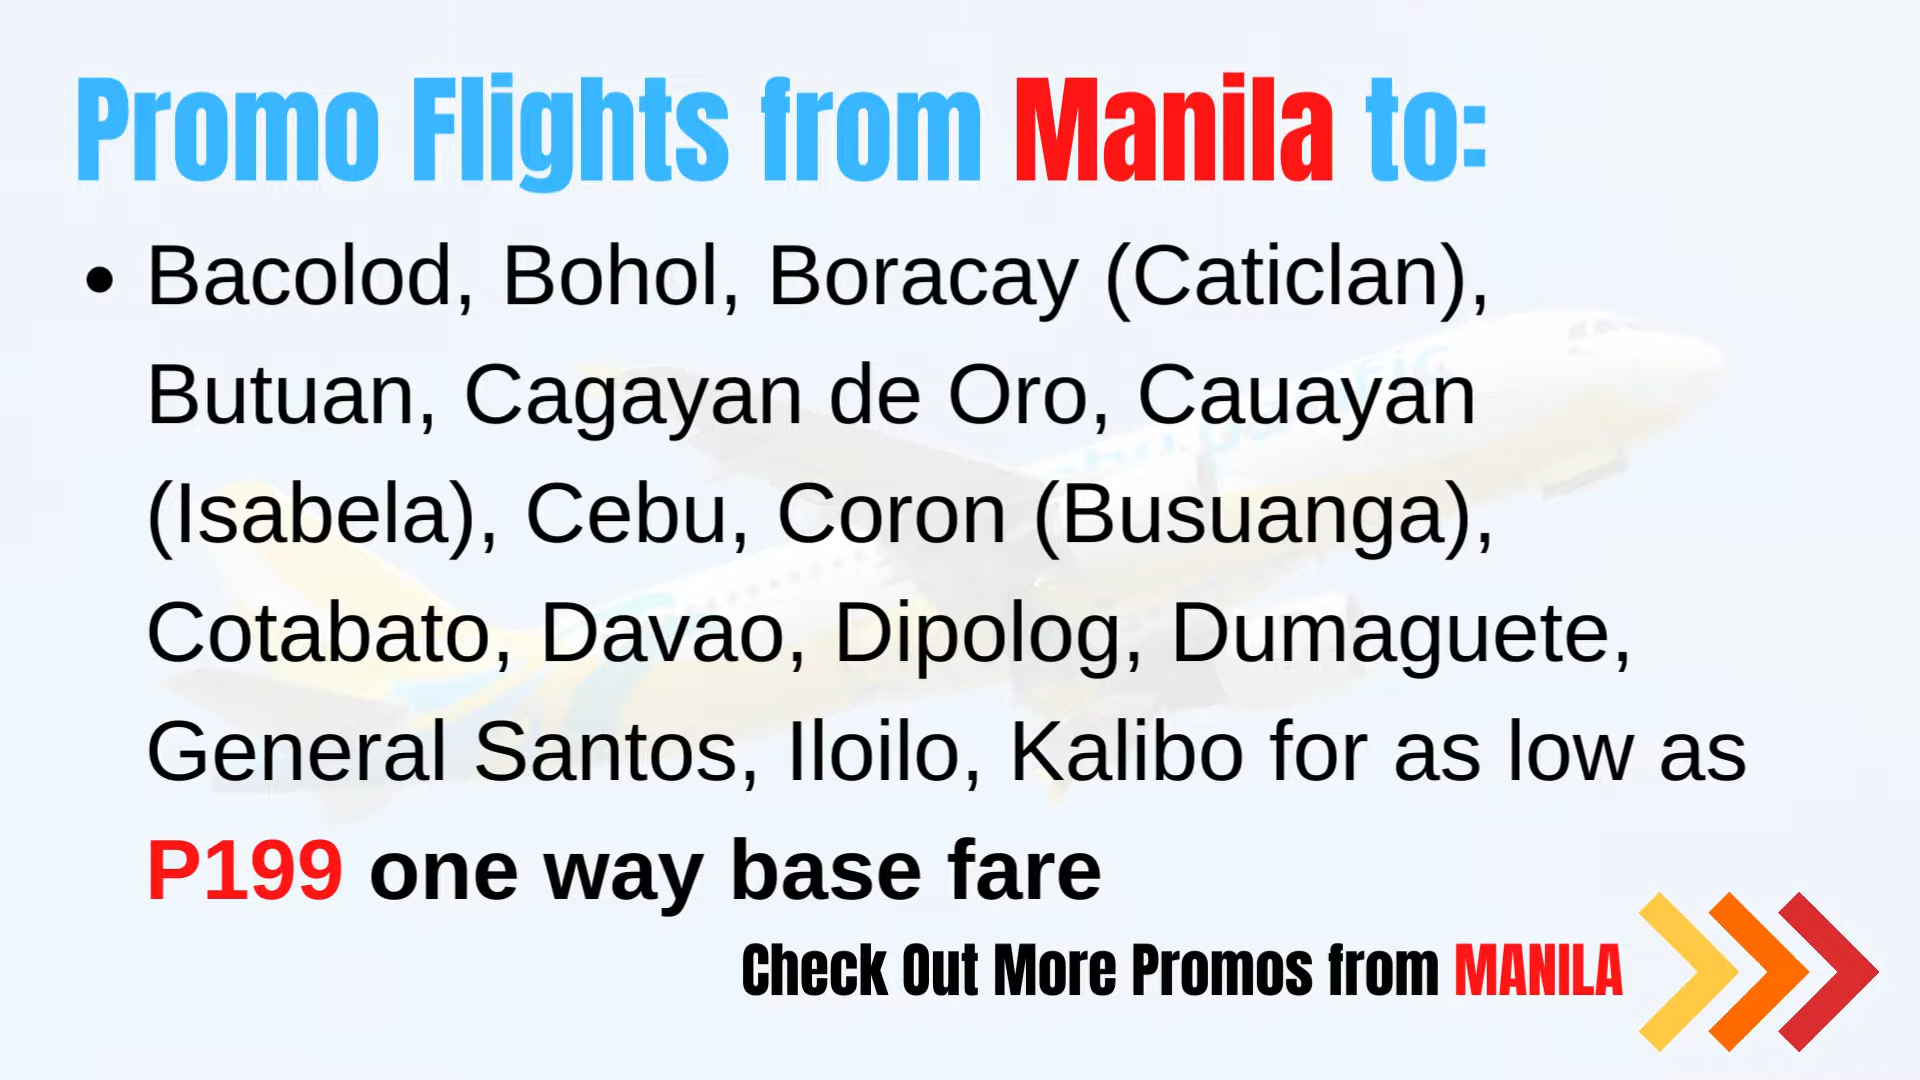 Promo Flights from Manila to:
• Bacolod, Bohol, Boracay (Caticlan),
Butuan, Cagayan de Oro, Cauayan
(Isabela), Cebu, Coron (Busuanga),
Cotabato, Davao, Dipolog, Dumaguete,
General Santos, Iloilo, Kalibo for as low as
P199 one way base fare
Check Out More Promos from MANILA